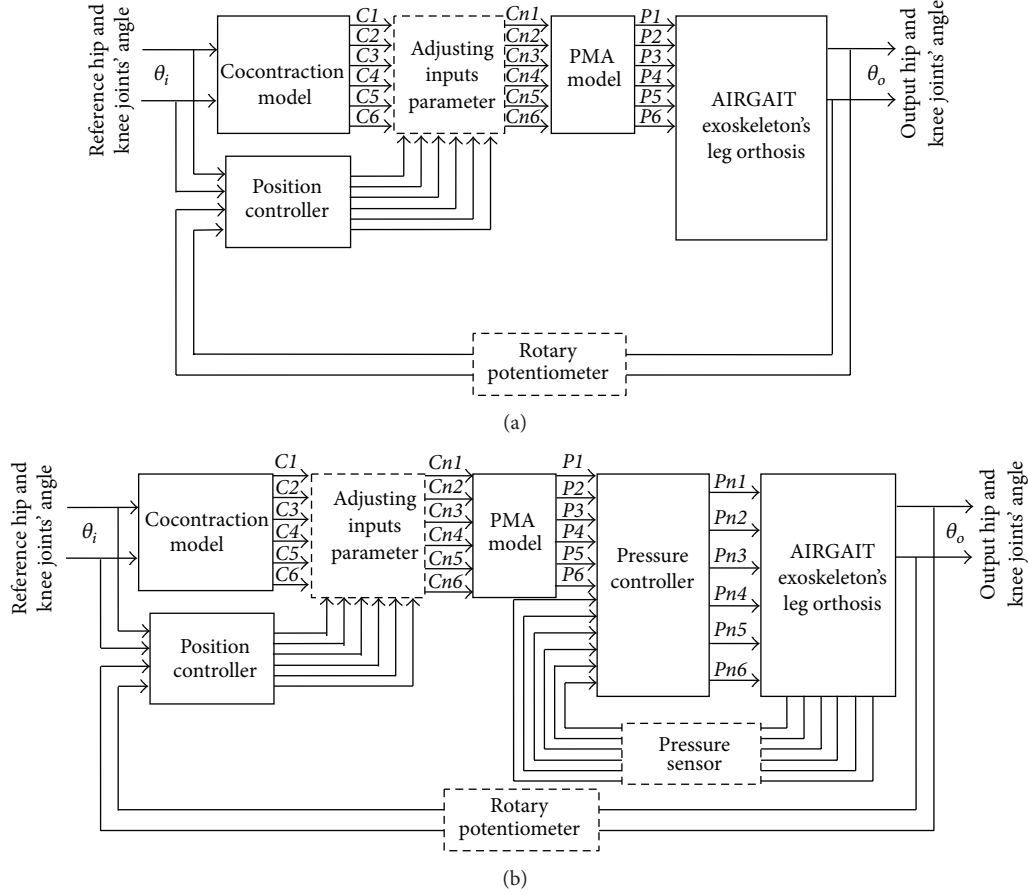 Reference hip and
knee joints' angle
θi
Cocontraction
model
C1
C2
C3
C4
C5
C6
Adjusting
inputs
parameter
Cn1
Cn2
Cn3
Cn4
Cn5
Cn6
PMA
model
P1
P2
P3
P4
P5
P6
AIRGAIT
exoskeleton's
leg orthosis
θo
Output hip and
knee joints' angle
Position
controller
Rotary
potentiometer
(a)
Reference hip and
knee joints' angle
θi
Cocontraction
model
C1
C2
C3
C4
C5
C6
Adjusting
inputs
parameter
Cn1
Cn2
Cn3
Cn4
Cn5
Cn6
PMA
model
P1
P2
P3
P4
P5
P6
Pressure
controller
Pn1
Pn2
Pn3
Pn4
Pn5
Pn6
AIRGAIT
exoskeleton's
leg orthosis
θo
Output hip and
knee joints' angle
Position
controller
Pressure
sensor
Rotary
potentiometer
(b)